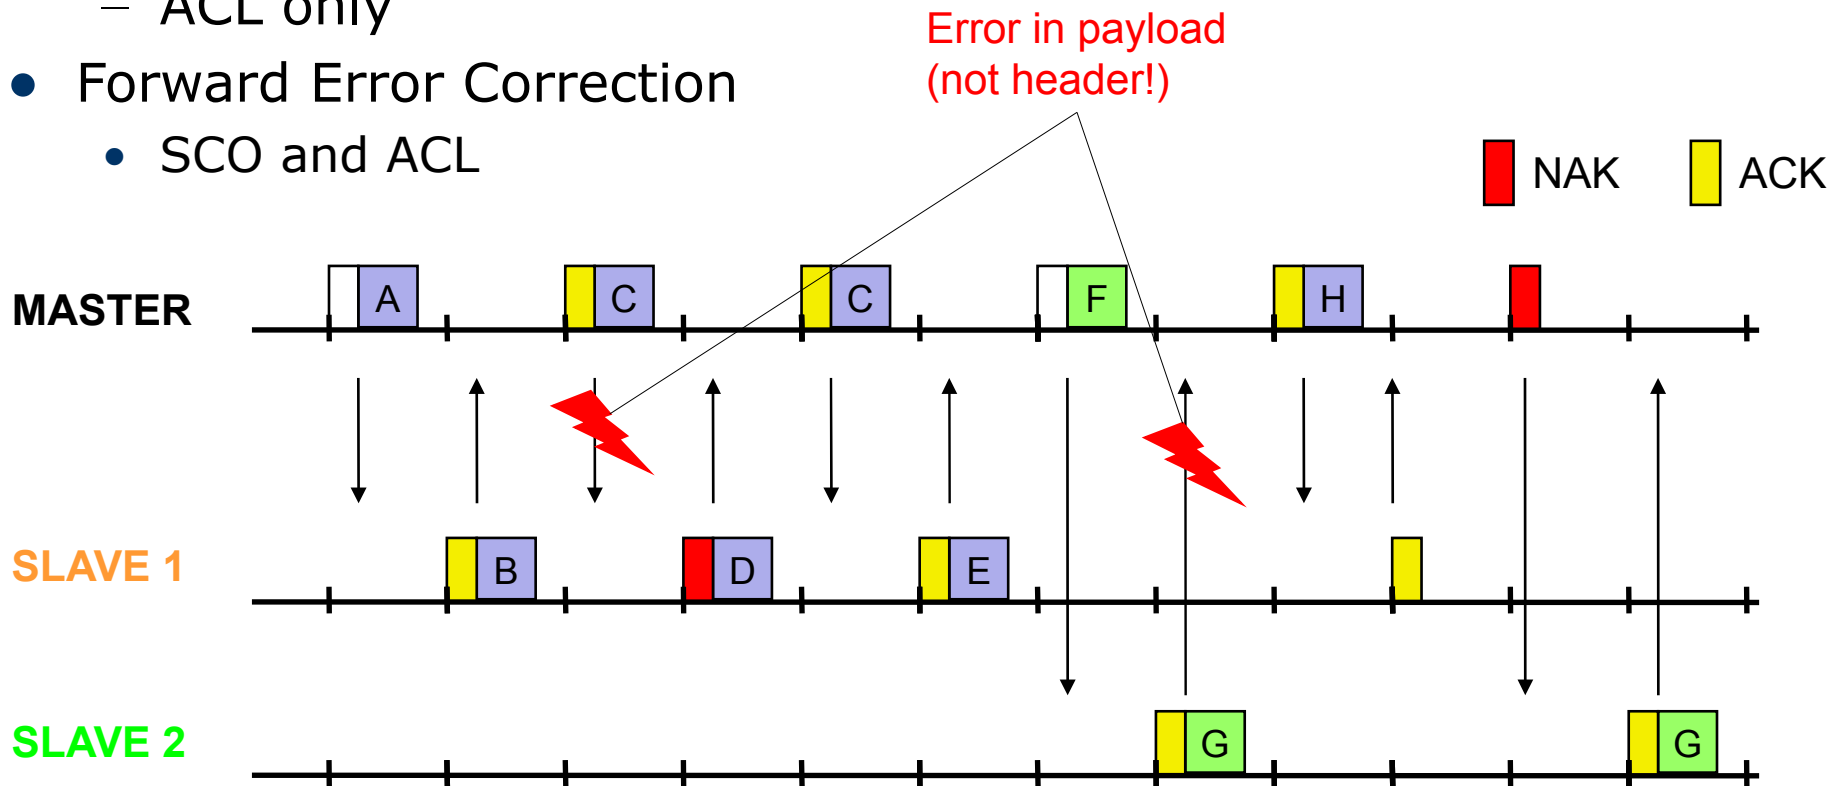 – ACL only
• Forward Error Correction
• SCO and ACL
Error in payload
(not header!)
NAK
ACK
MASTER
A
C
C
F
H
SLAVE 1
B
D
E
SLAVE 2
G
G